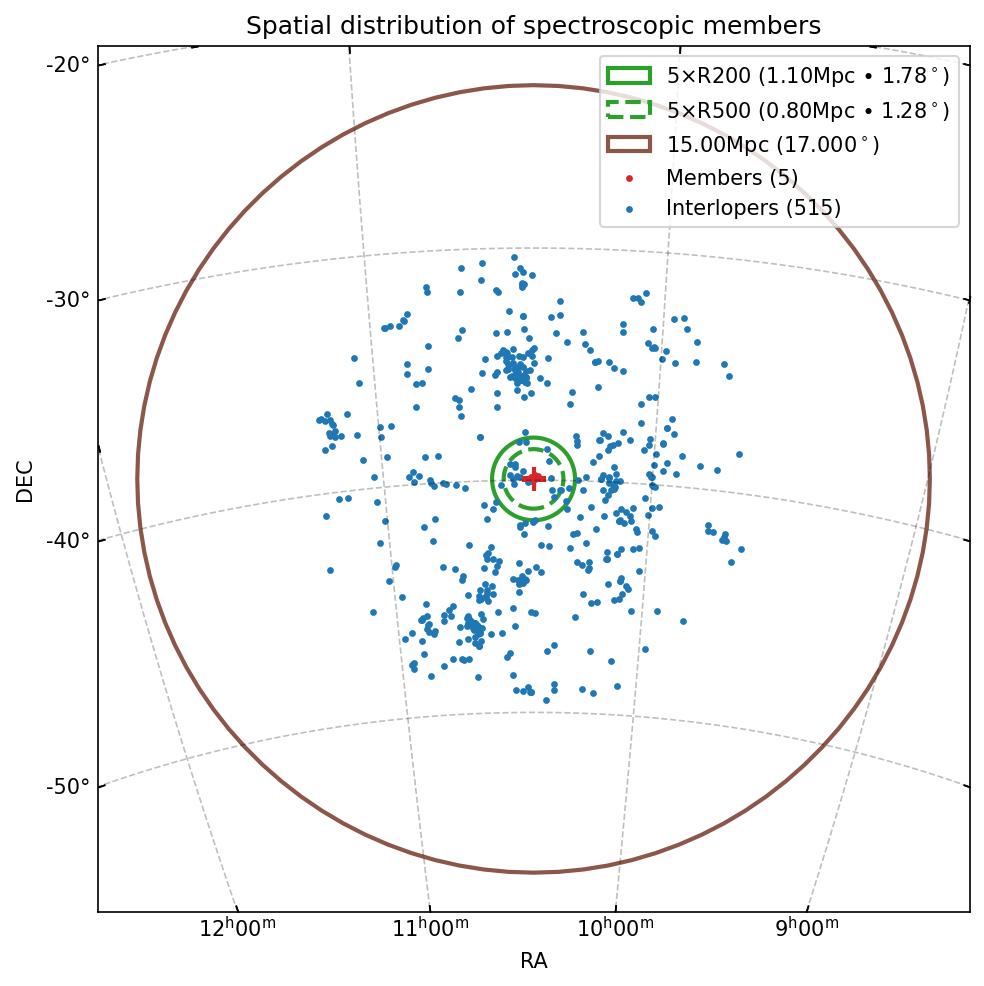 Spatial distribution of spectroscopic members
5×R200 (1.10Mpc • 1.78°)
5×R500 (0.80Mpc • 1.28°)
15.00Mpc (17.000°)
Members (5)
Interlopers (515)
-20°
-30°
-40°
-50°
DEC
12ʰ00ᵐ 11ʰ00ᵐ 10ʰ00ᵐ 9ʰ00ᵐ
RA